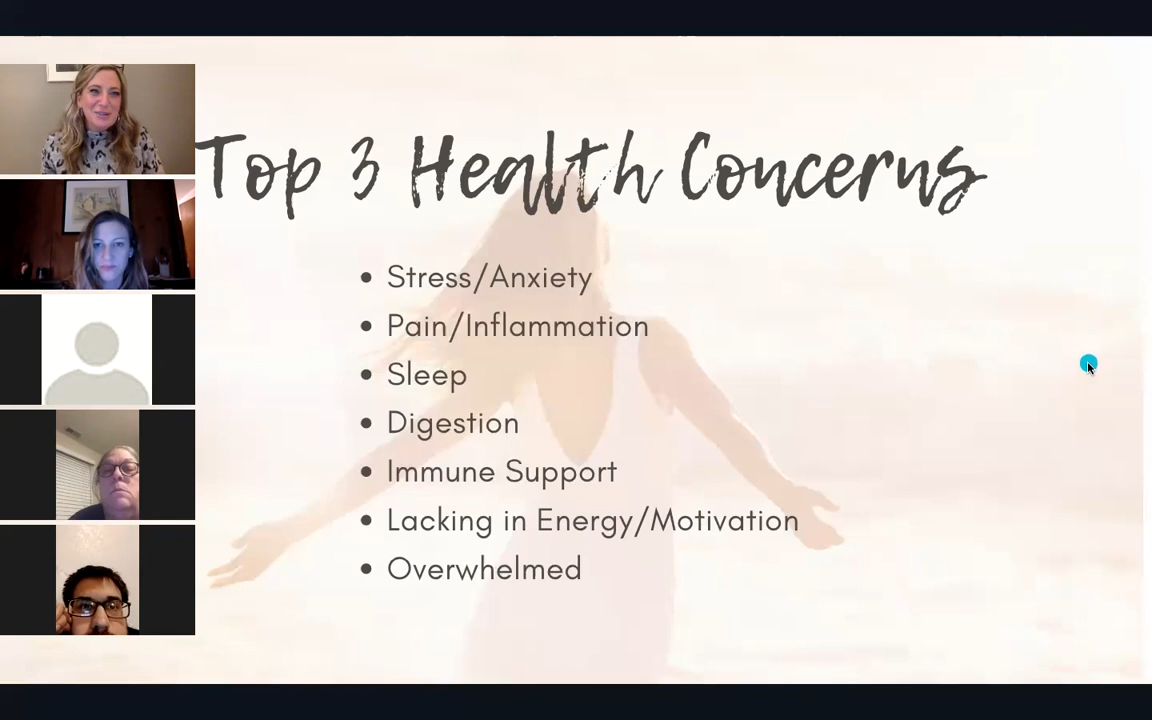 Top 3 Health Concerns
• Stress/Anxiety
• Pain/Inflammation
• Sleep
• Digestion
• Immune Support
• Lacking in Energy/Motivation
• Overwhelmed